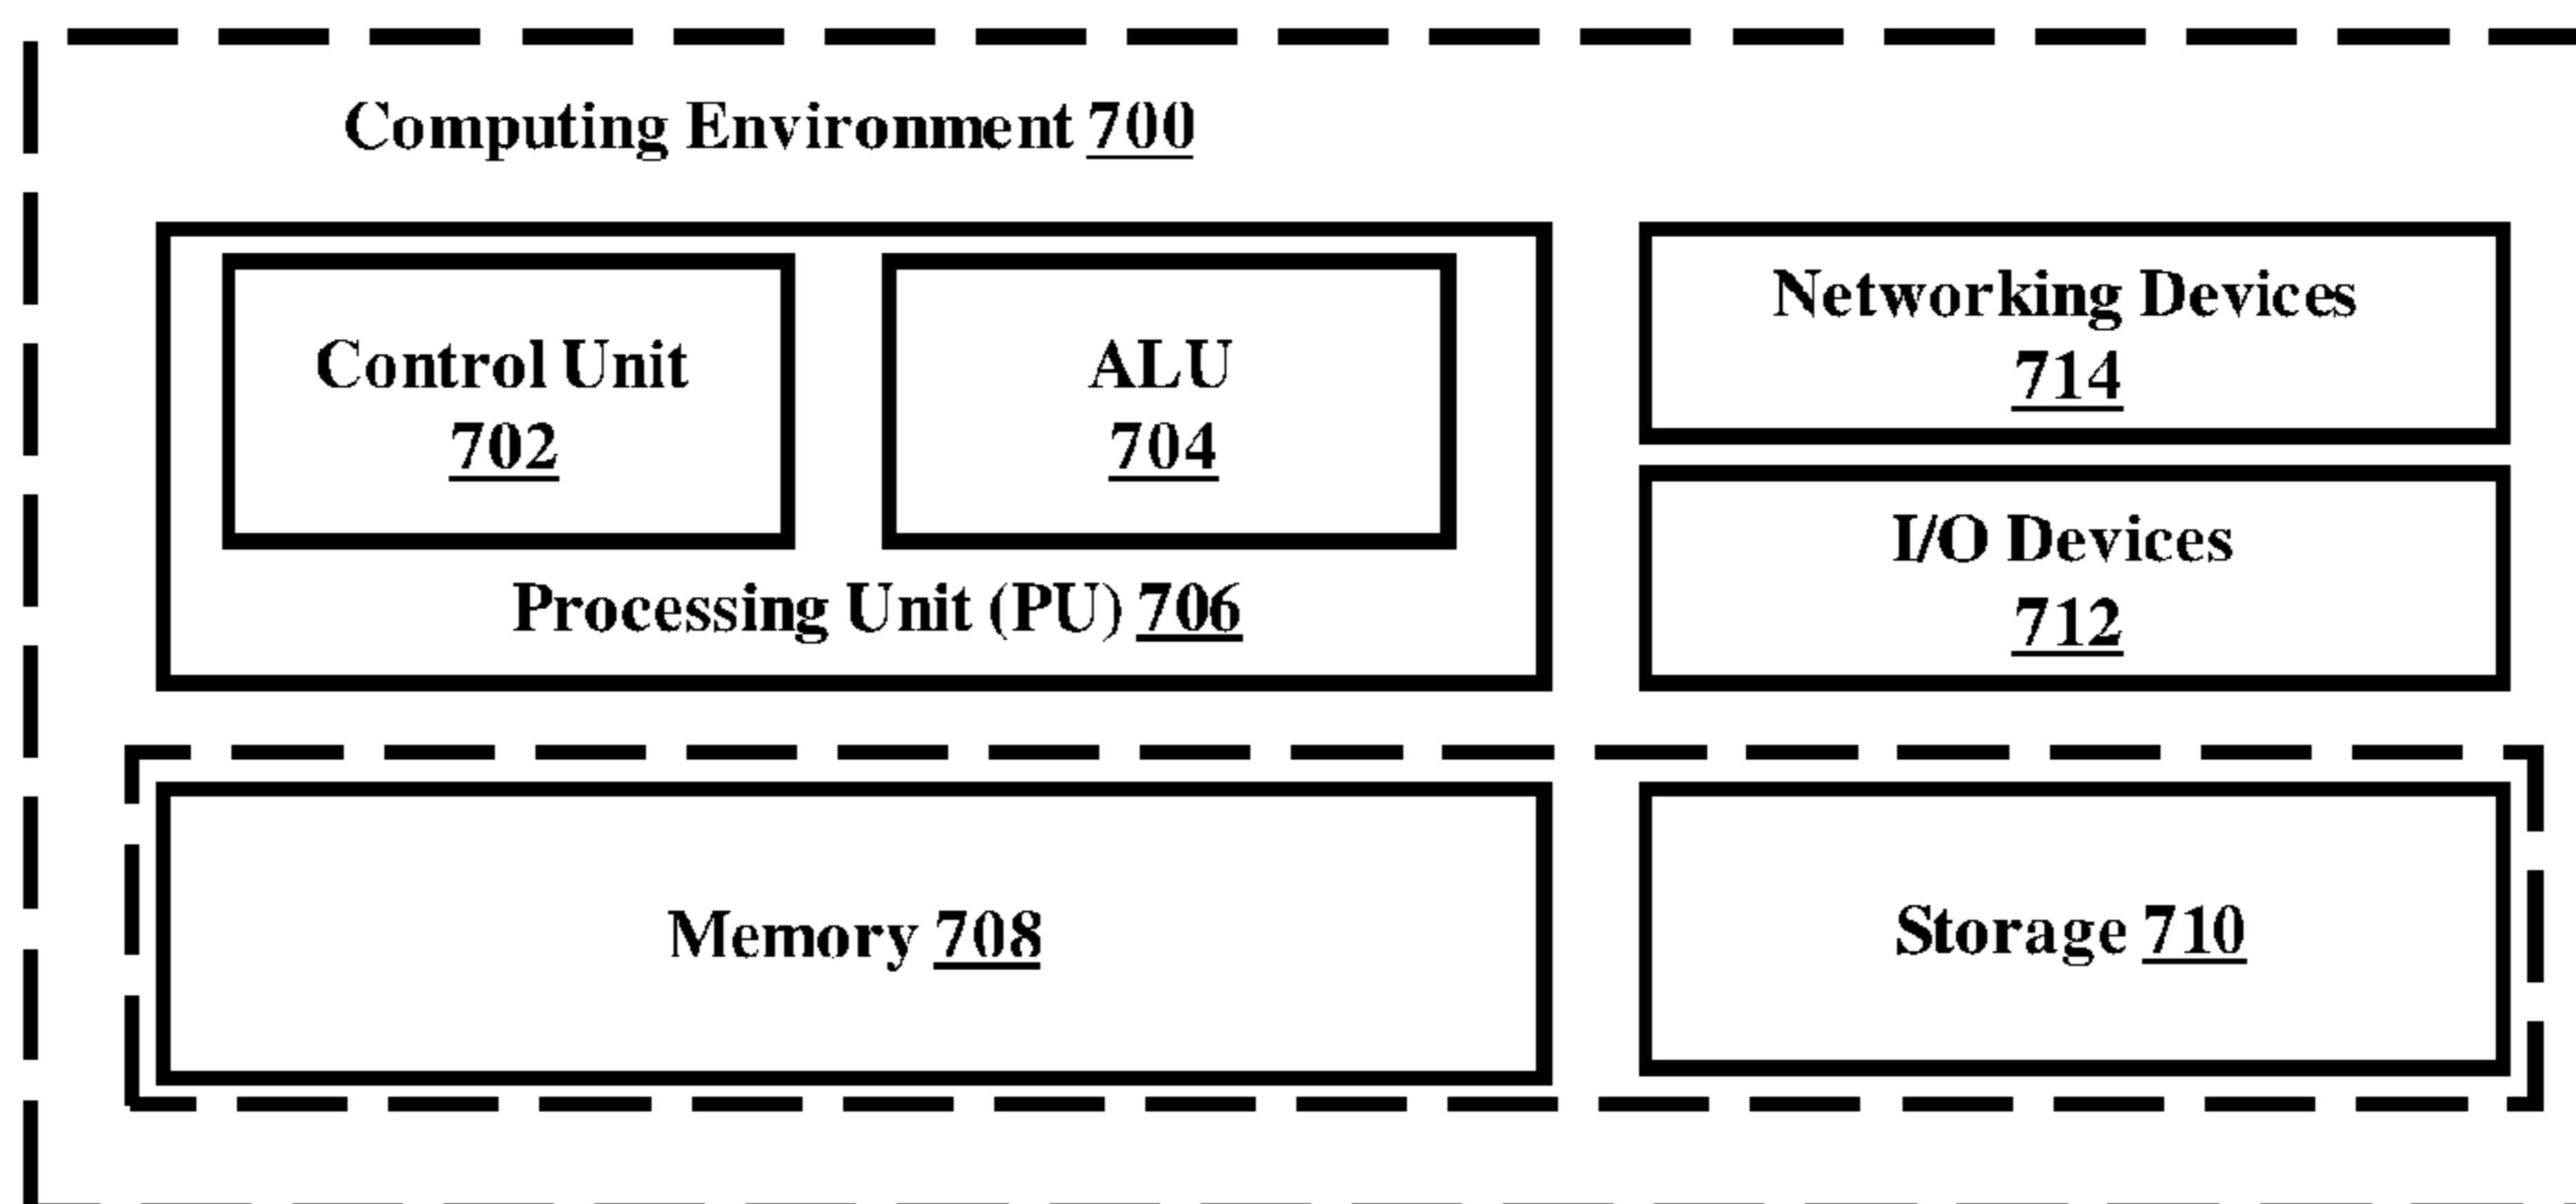 Computing Environment 700
Control Unit
702
ALU
704
Processing Unit (PU) 706
Networking Devices
714
I/O Devices
712
Memory 708
Storage 710